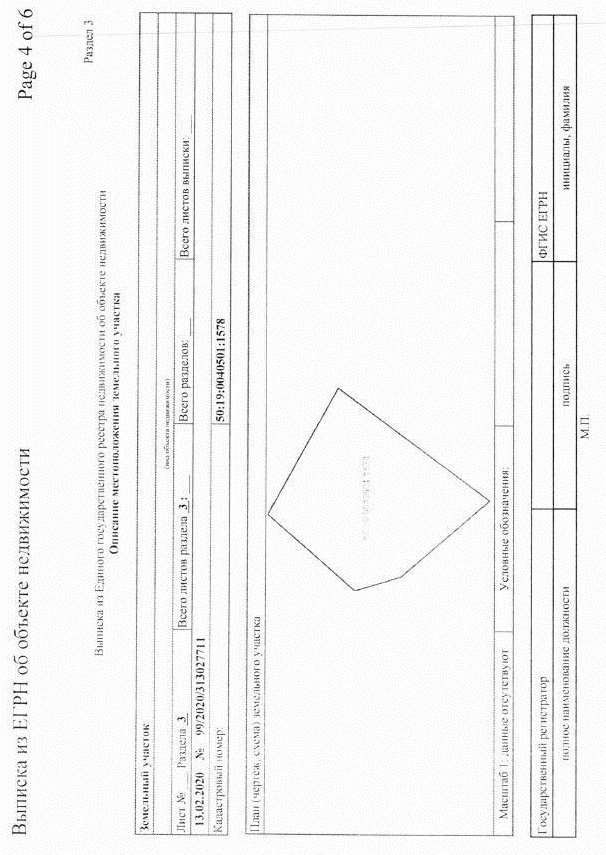 Выписка из ЕГРН об объекте недвижимости Page 4 of 6
Раздел 3
Выписка из Единого государственного реестра недвижимости об объекте недвижимости
Описание местоположения земельного участка
Земельный участок
(вид объекта недвижимости)
Лист № ___ Раздела 3 Всего листов раздела 3 : ___ Всего разделов: ___ Всего листов выписки: ___
13.02.2020 № 99/2020/313027711
Кадастровый номер: 50:19:0040501:1578
План (чертеж, схема) земельного участка
Масштаб 1: данные отсутствуют Условные обозначения:
Государственный регистратор ФГИС ЕГРН
полное наименование должности подпись инициалы, фамилия
М.П.